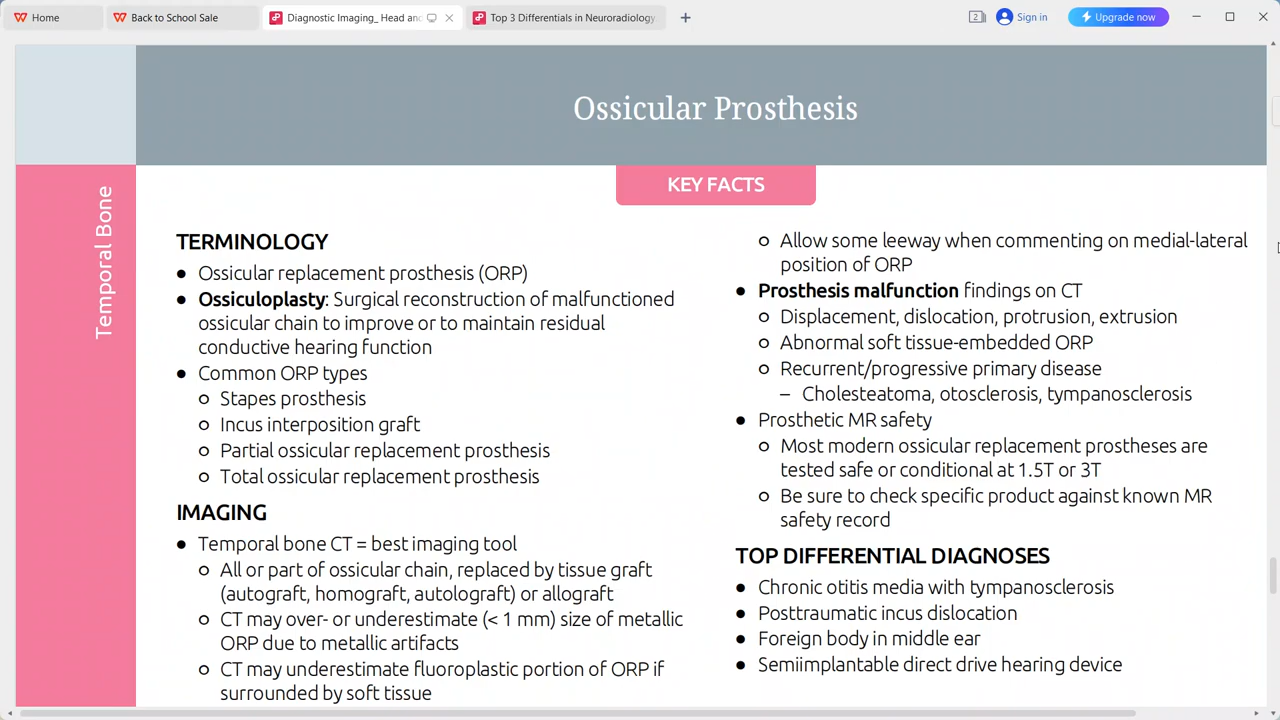 Home
Back to School Sale
Diagnostic Imaging_ Head and
Top 3 Differentials in Neuroradiology
2
Sign in
Upgrade now
Ossicular Prosthesis
Temporal Bone
KEY FACTS
TERMINOLOGY
● Ossicular replacement prosthesis (ORP)
● Ossiculoplasty: Surgical reconstruction of malfunctioned
ossicular chain to improve or to maintain residual
conductive hearing function
● Common ORP types
○ Stapes prosthesis
○ Incus interposition graft
○ Partial ossicular replacement prosthesis
○ Total ossicular replacement prosthesis
IMAGING
● Temporal bone CT = best imaging tool
○ All or part of ossicular chain, replaced by tissue graft
(autograft, homograft, autolograft) or allograft
○ CT may over- or underestimate (< 1 mm) size of metallic
ORP due to metallic artifacts
○ CT may underestimate fluoroplastic portion of ORP if
surrounded by soft tissue
○ Allow some leeway when commenting on medial-lateral
position of ORP
● Prosthesis malfunction findings on CT
○ Displacement, dislocation, protrusion, extrusion
○ Abnormal soft tissue-embedded ORP
○ Recurrent/progressive primary disease
– Cholesteatoma, otosclerosis, tympanosclerosis
● Prosthetic MR safety
○ Most modern ossicular replacement prostheses are
tested safe or conditional at 1.5T or 3T
○ Be sure to check specific product against known MR
safety record
TOP DIFFERENTIAL DIAGNOSES
● Chronic otitis media with tympanosclerosis
● Posttraumatic incus dislocation
● Foreign body in middle ear
● Semiimplantable direct drive hearing device